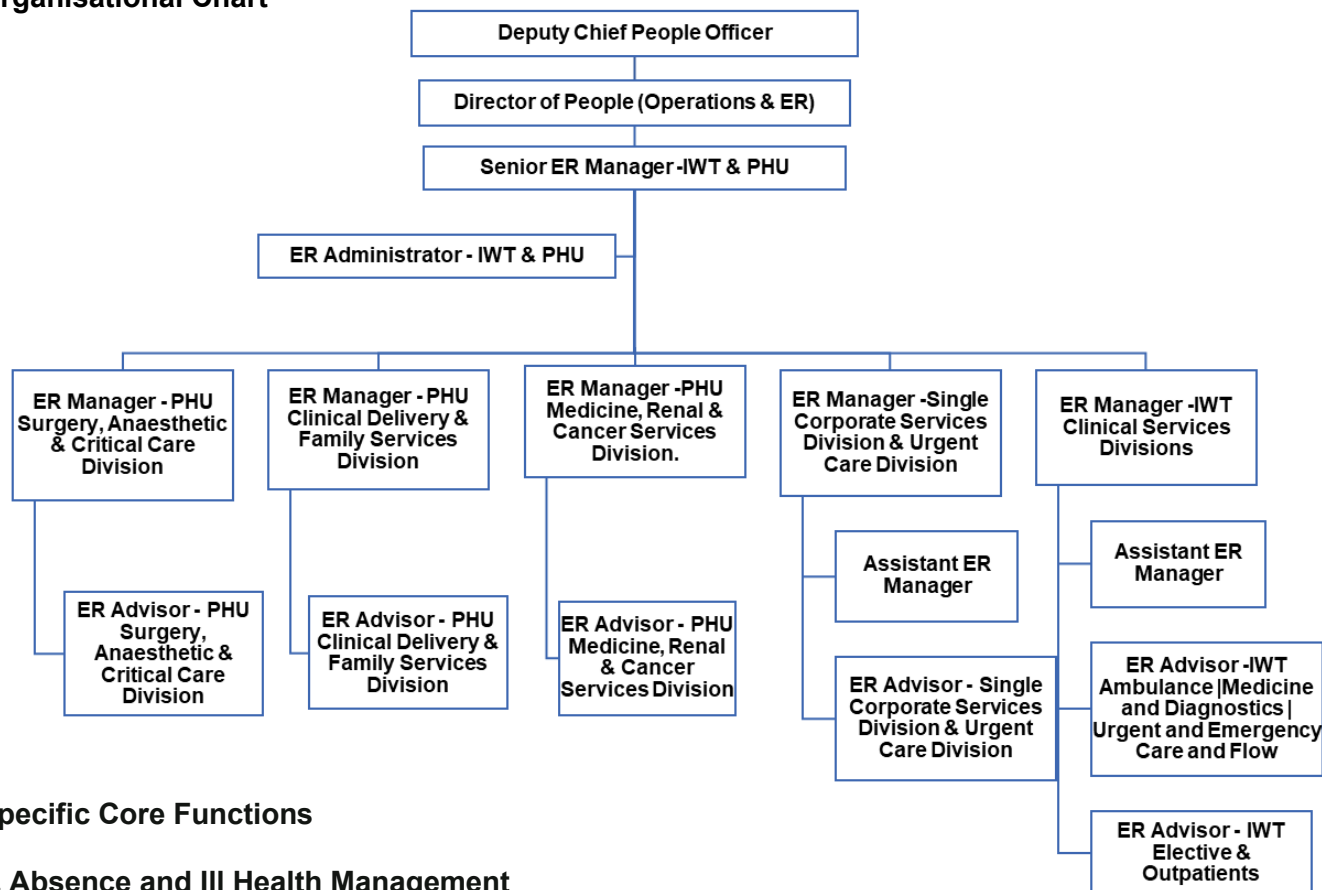 rganisational Chart
Deputy Chief People Officer
Director of People (Operations & ER)
Senior ER Manager -IWT & PHU
ER Administrator - IWT & PHU
ER Manager - PHU
Surgery, Anaesthetic
& Critical Care
Division
ER Manager - PHU
Clinical Delivery &
Family Services
Division
ER Manager -PHU
Medicine, Renal &
Cancer Services
Division.
ER Manager -Single
Corporate Services
Division & Urgent
Care Division
ER Manager -IWT
Clinical Services
Divisions
ER Advisor - PHU
Surgery,
Anaesthetic &
Critical Care
Division
ER Advisor - PHU
Clinical Delivery &
Family Services
Division
ER Advisor - PHU
Medicine, Renal
& Cancer
Services Division
Assistant ER
Manager
ER Advisor - Single
Corporate Services
Division & Urgent
Care Division
Assistant ER
Manager
ER Advisor -IWT
Ambulance |Medicine
and Diagnostics |
Urgent and Emergency
Care and Flow
ER Advisor - IWT
Elective &
Outpatients
pecific Core Functions
. Absence and Ill Health Management